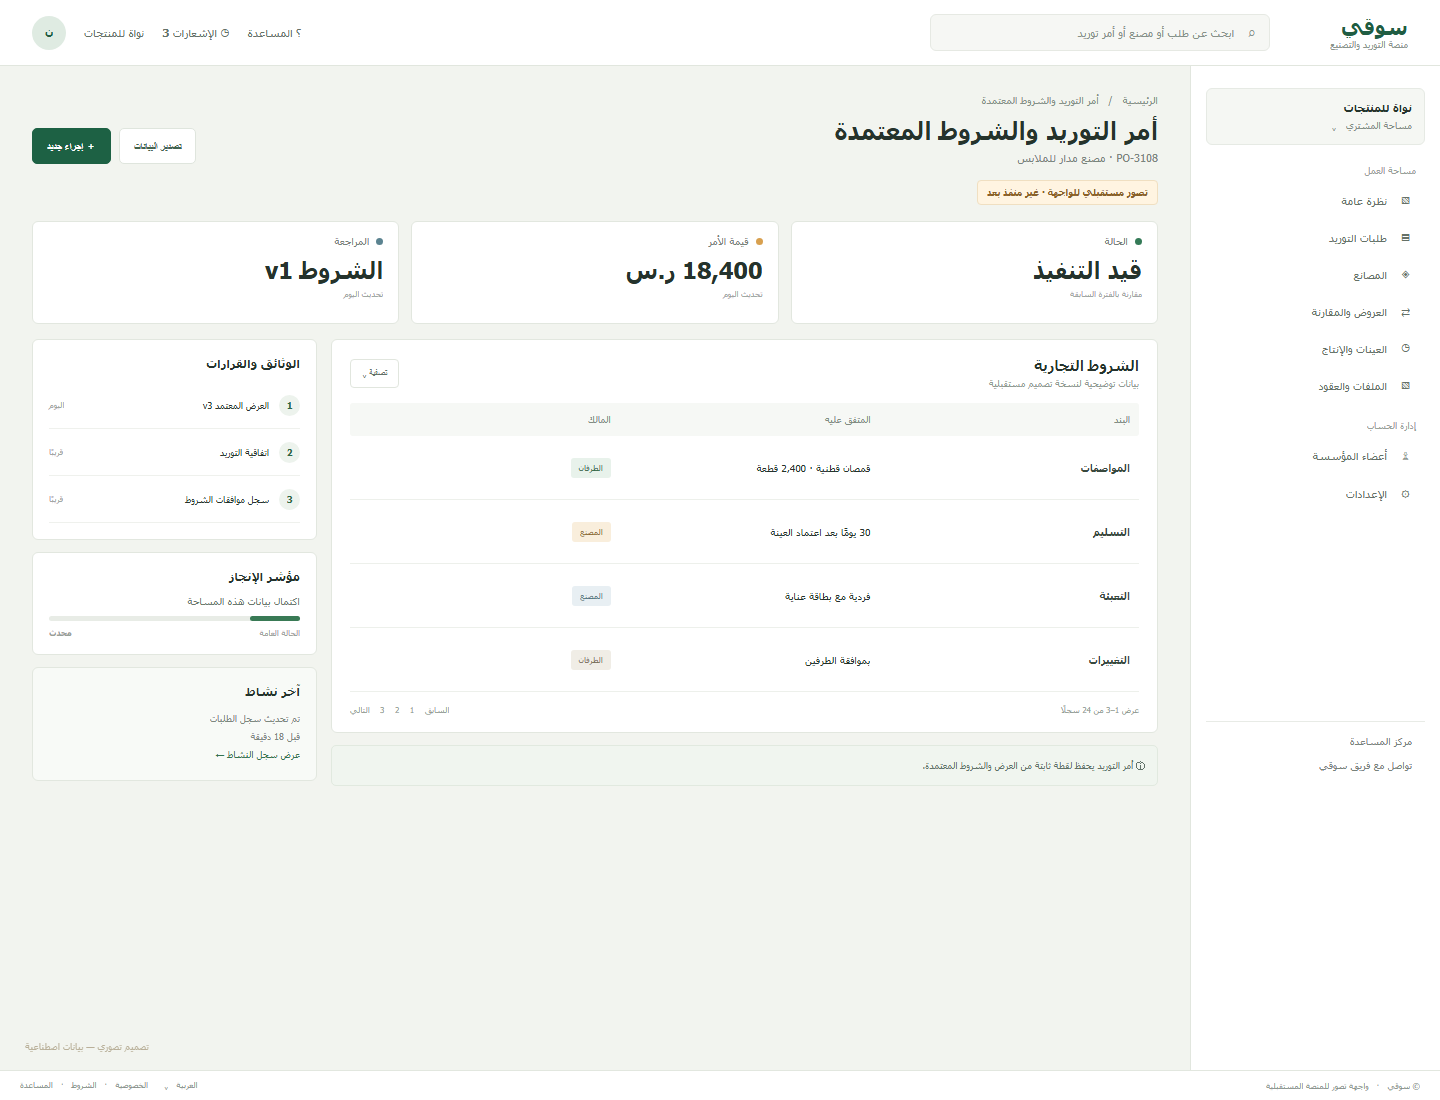 سوقي
منصة التوريد والتصنيع
ابحث عن طلب أو مصنع أو أمر توريد
؟ المساعدة
الإشعارات 3
نواة للمنتجات
ن
نواة للمنتجات
مساحة المشتري
مساحة العمل
نظرة عامة
طلبات التوريد
المصانع
العروض والمقارنة
العينات والإنتاج
الملفات والعقود
إدارة الحساب
أعضاء المؤسسة
الإعدادات
مركز المساعدة
تواصل مع فريق سوقي
الرئيسية / أمر التوريد والشروط المعتمدة
أمر التوريد والشروط المعتمدة
PO-3108 · مصنع مدار للملابس
تصور مستقبلي للواجهة · غير منفذ بعد
تصدير البيانات
+ إجراء جديد
الحالة
قيد التنفيذ
مقارنة بالفترة السابقة
قيمة الأمر
18,400 ر.س
تحديث اليوم
المراجعة
الشروط v1
تحديث اليوم
الشروط التجارية
بيانات توضيحية لنسخة تصميم مستقبلية
تصفية
البند المتفق عليه المالك
المواصفات قمصان قطنية · 2,400 قطعة الطرفان
التسليم 30 يومًا بعد اعتماد العينة المصنع
التعبئة فردية مع بطاقة عناية المصنع
التغييرات بموافقة الطرفين الطرفان
عرض 1–3 من 24 سجلًا
السابق 1 2 3 التالي
أمر التوريد يحفظ لقطة ثابتة من العرض والشروط المعتمدة.
الوثائق والقرارات
1 العرض المعتمد v3 اليوم
2 اتفاقية التوريد قريبًا
3 سجل موافقات الشروط قريبًا
مؤشر الإنجاز
اكتمال بيانات هذه المساحة
الحالة العامة محدث
آخر نشاط
تم تحديث سجل الطلبات
قبل 18 دقيقة
عرض سجل النشاط ←
تصميم تصوري — بيانات اصطناعية
© سوقي · واجهة تصور للمنصة المستقبلية
العربية الخصوصية · الشروط · المساعدة